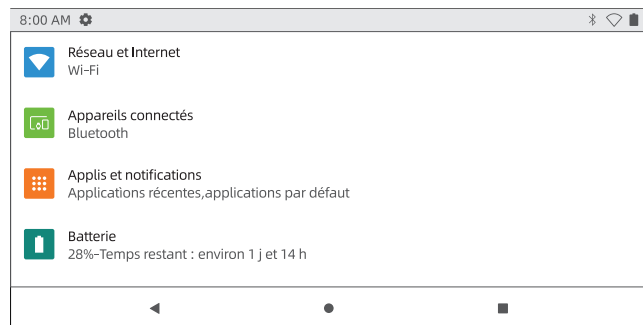 8:00 AM
Réseau et Internet
Wi-Fi
Appareils connectés
Bluetooth
Applis et notifications
Applications récentes,applications par défaut
Batterie
28%-Temps restant : environ 1 j et 14 h